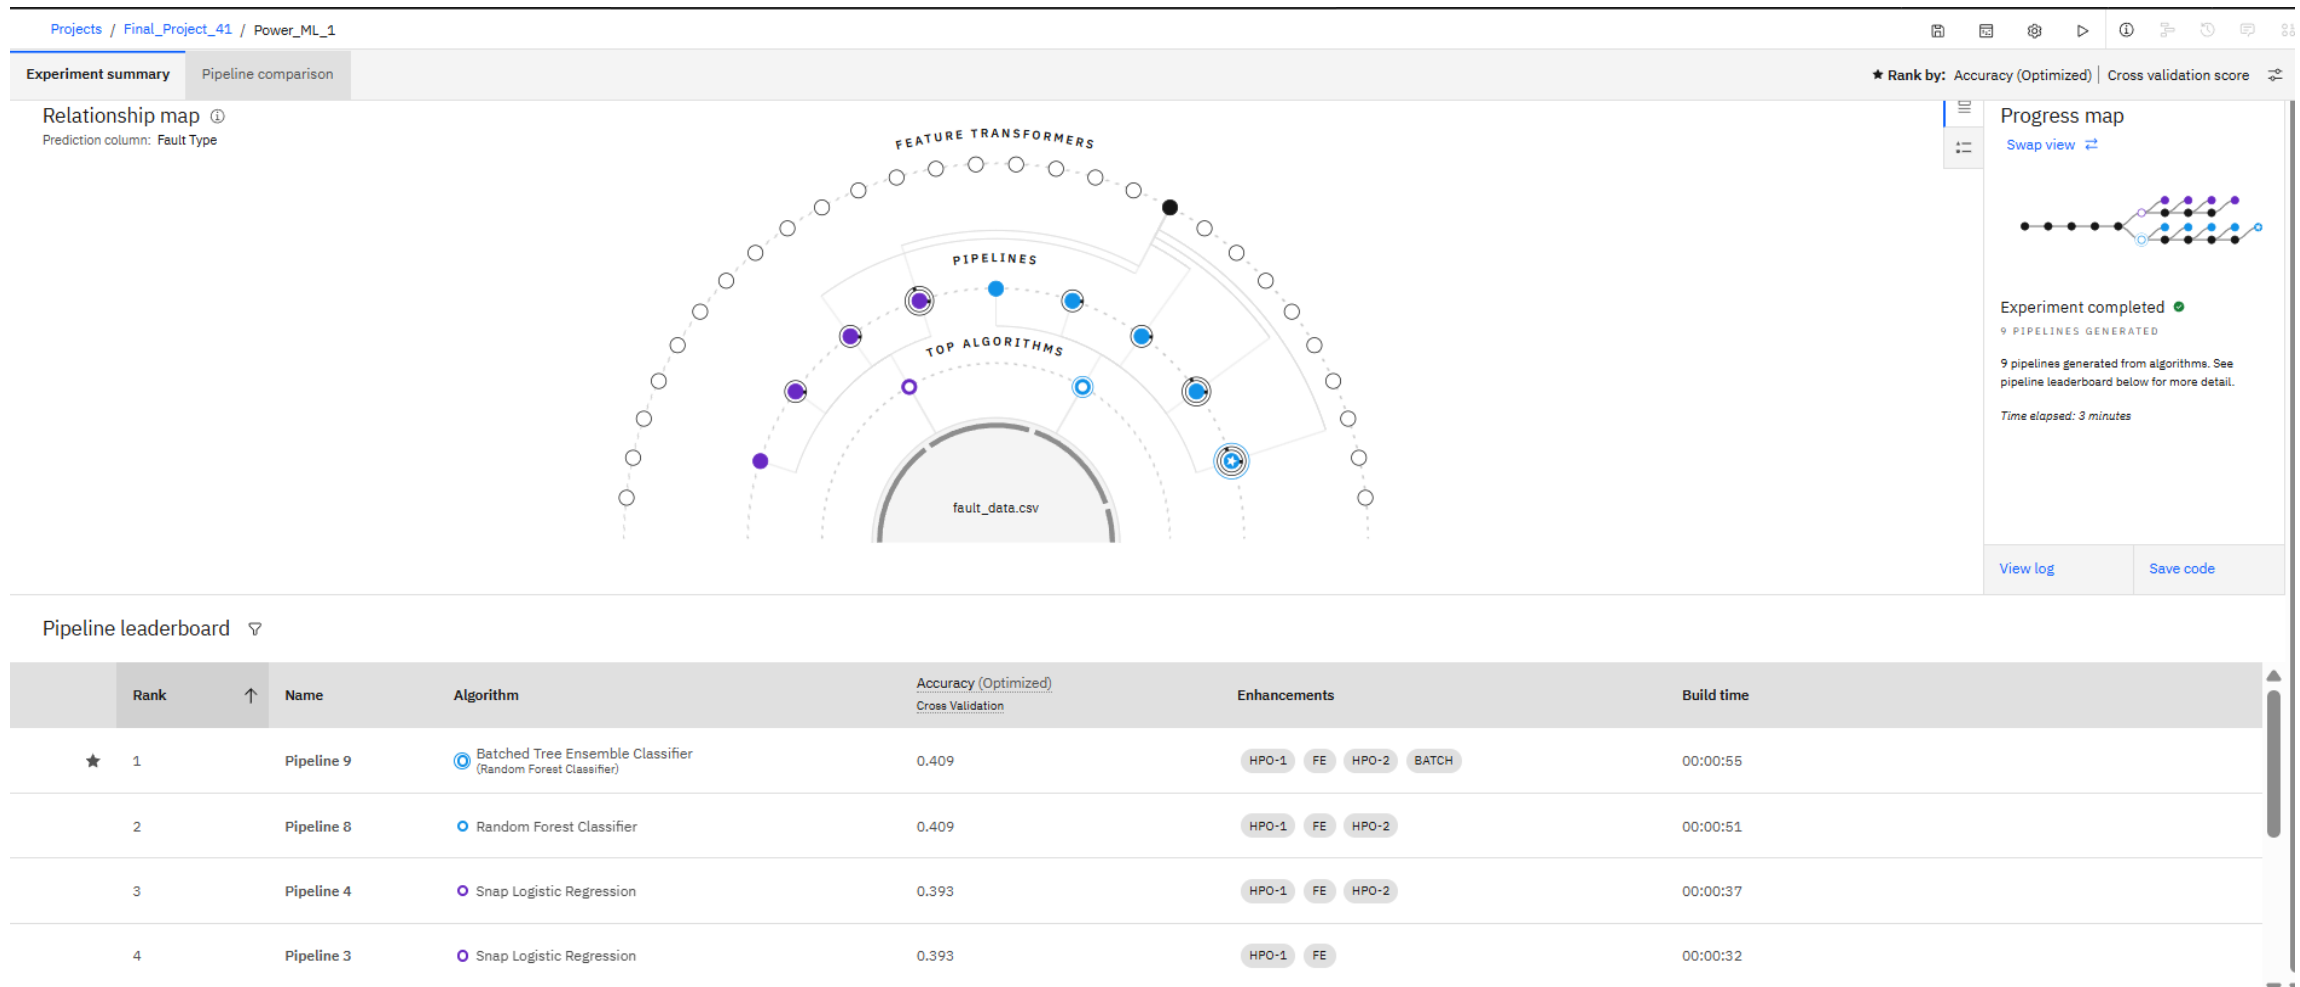 Projects / Final_Project_41 / Power_ML_1
Experiment summary
Pipeline comparison
Rank by: Accuracy (Optimized) | Cross validation score
Relationship map
Prediction column: Fault Type
FEATURE TRANSFORMERS
PIPELINES
TOP ALGORITHMS
fault_data.csv
Progress map
Swap view
Experiment completed
9 PIPELINES GENERATED
9 pipelines generated from algorithms. See
pipeline leaderboard below for more detail.
Time elapsed: 3 minutes
View log
Save code
Pipeline leaderboard
Rank Name Algorithm Accuracy (Optimized) Enhancements Build time
Cross Validation
1 Pipeline 9 Batched Tree Ensemble Classifier 0.409 HPO-1 FE HPO-2 BATCH 00:00:55
(Random Forest Classifier)
2 Pipeline 8 Random Forest Classifier 0.409 HPO-1 FE HPO-2 00:00:51
3 Pipeline 4 Snap Logistic Regression 0.393 HPO-1 FE HPO-2 00:00:37
4 Pipeline 3 Snap Logistic Regression 0.393 HPO-1 FE 00:00:32